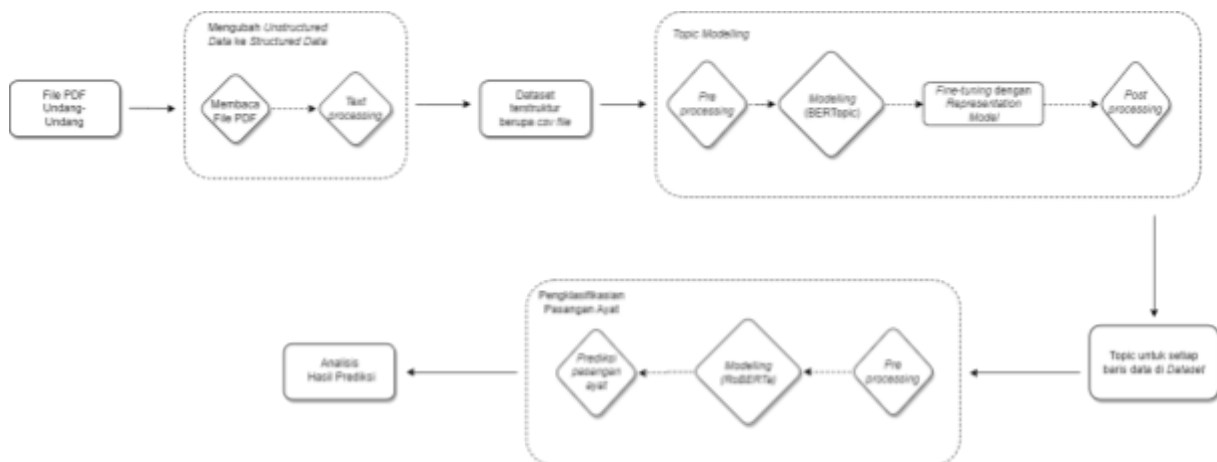 Mengubah Unstructured
Data ke Structured Data
File PDF
Undang-
Undang
Membaca
File PDF
Text
processing
Dataset
terstruktur
berupa csv file
Topic Modelling
Pre
processing
Modelling
(BERTopic)
Fine-tuning dengan
Representation
Model
Post
processing
Topic untuk setiap
baris data di Dataset
Pengklasifikasian
Pasangan Ayat
Pre
processing
Modelling
(RoBERTa)
Prediksi
pasangan
ayat
Analisis
Hasil Prediksi